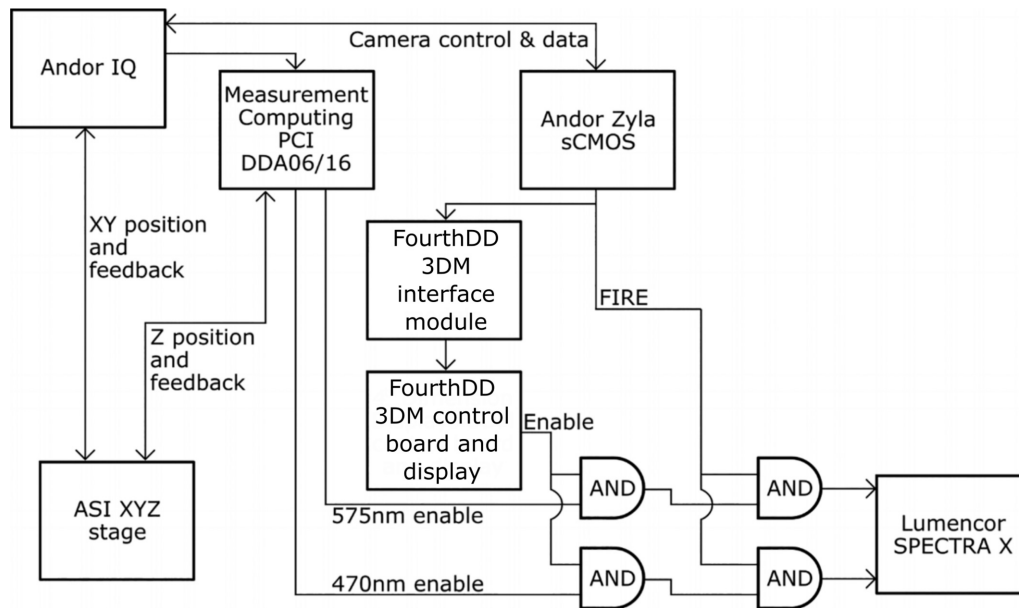 Andor IQ
Camera control & data
Measurement
Computing
PCI
DDA06/16
Andor Zyla
sCMOS
XY position
and
feedback
FourthDD
3DM
interface
module
FIRE
Z position
and
feedback
FourthDD
3DM control
board and
display
Enable
ASI XYZ
stage
AND
AND
575nm enable
Lumencor
SPECTRA X
AND
AND
470nm enable